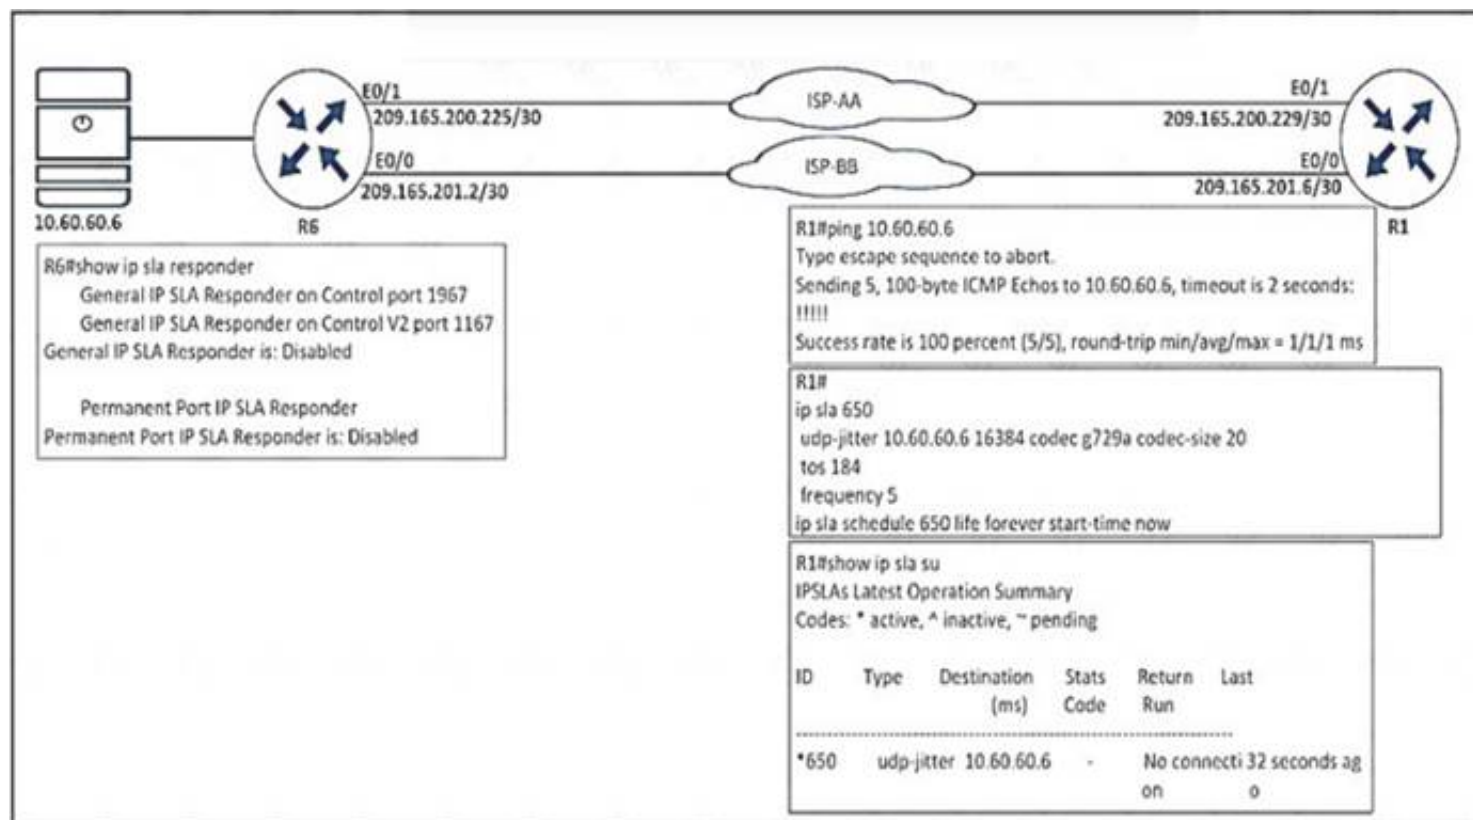 E0/1
209.165.200.225/30
ISP-AA
E0/1
209.165.200.229/30
E0/0
209.165.201.2/30
ISP-BB
E0/0
209.165.201.6/30
10.60.60.6
R6
R1
R6#show ip sla responder
General IP SLA Responder on Control port 1967
General IP SLA Responder on Control V2 port 1167
General IP SLA Responder is: Disabled
Permanent Port IP SLA Responder
Permanent Port IP SLA Responder is: Disabled
R1#ping 10.60.60.6
Type escape sequence to abort.
Sending 5, 100-byte ICMP Echos to 10.60.60.6, timeout is 2 seconds:
!!!!!
Success rate is 100 percent (5/5), round-trip min/avg/max = 1/1/1 ms
R1#
ip sla 650
udp-jitter 10.60.60.6 16384 codec g729a codec-size 20
tos 184
frequency 5
ip sla schedule 650 life forever start-time now
R1#show ip sla su
IPSLAs Latest Operation Summary
Codes: * active, ^ inactive, ~ pending
ID Type Destination Stats Return Last
(ms) Code Run
------------------------------------------------------------------------
*650 udp-jitter 10.60.60.6 - No connecti 32 seconds ag
on o